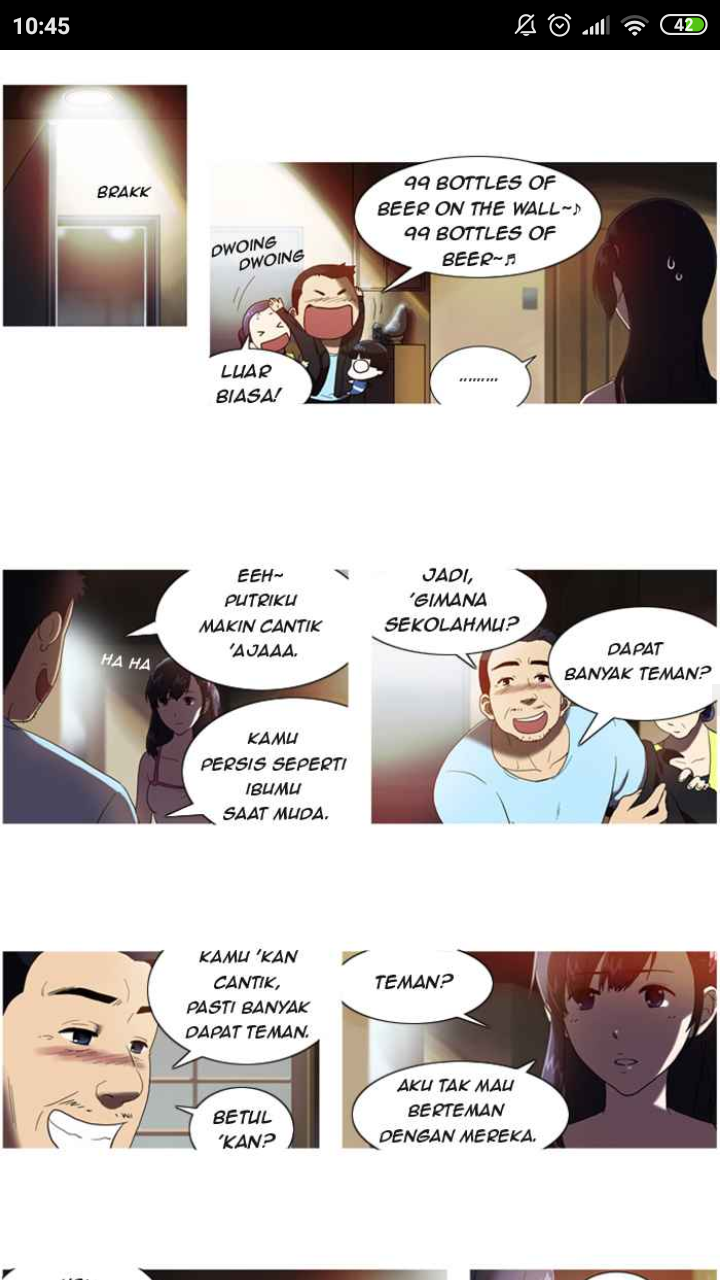 10:45
42
BRAKK
99 BOTTLES OF
BEER ON THE WALL~♪
99 BOTTLES OF
BEER~♬
DWOING
DWOING
LUAR
BIASA!
.........
EEH~
PUTRIKU
MAKIN CANTIK
'AJAAA.
HA HA
KAMU
PERSIS SEPERTI
IBUMU
SAAT MUDA.
JADI,
'GIMANA
SEKOLAHMU?
DAPAT
BANYAK TEMAN?
KAMU 'KAN
CANTIK,
PASTI BANYAK
DAPAT TEMAN.
BETUL
'KAN?
TEMAN?
AKU TAK MAU
BERTEMAN
DENGAN MEREKA.